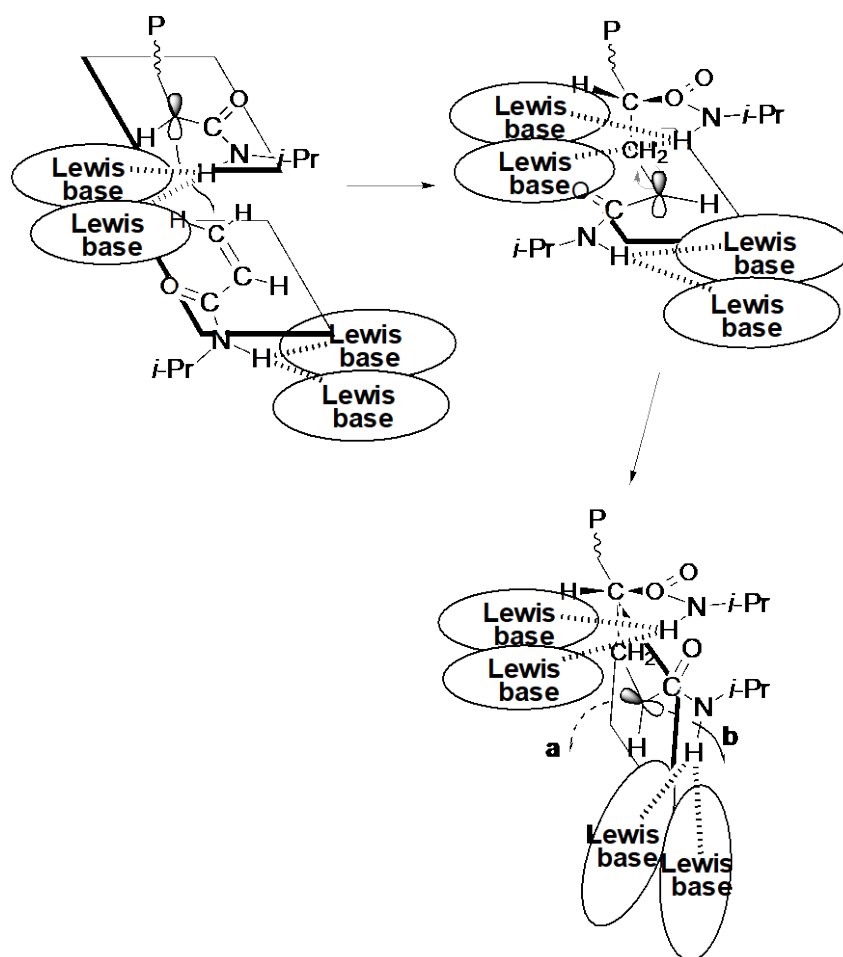 P
O
C
H
N
i-Pr
Lewis
base
H
Lewis
base
H H
C
C
H
O
C
N
H
i-Pr
Lewis
base
Lewis
base
P
O
H C O
N i-Pr
Lewis
base
H
CH2
Lewis
base
O
C
H
N
i-Pr
H
Lewis
base
Lewis
base
P
O
H C O
N i-Pr
Lewis
base
H
CH2
O
Lewis
base
C
i-Pr
N
a
H
b
H
Lewis
base
Lewis
base